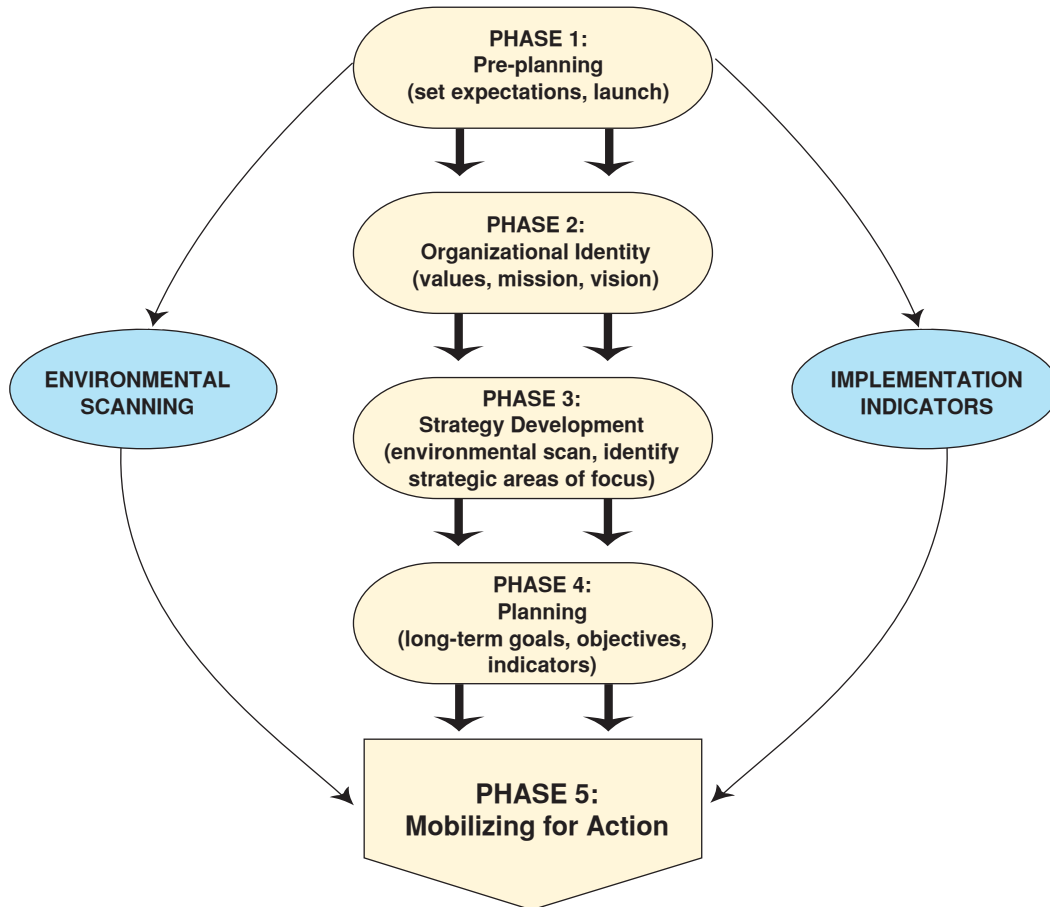 PHASE 1:
Pre-planning
(set expectations, launch)
PHASE 2:
Organizational Identity
(values, mission, vision)
ENVIRONMENTAL
SCANNING
IMPLEMENTATION
INDICATORS
PHASE 3:
Strategy Development
(environmental scan, identify
strategic areas of focus)
PHASE 4:
Planning
(long-term goals, objectives,
indicators)
PHASE 5:
Mobilizing for Action